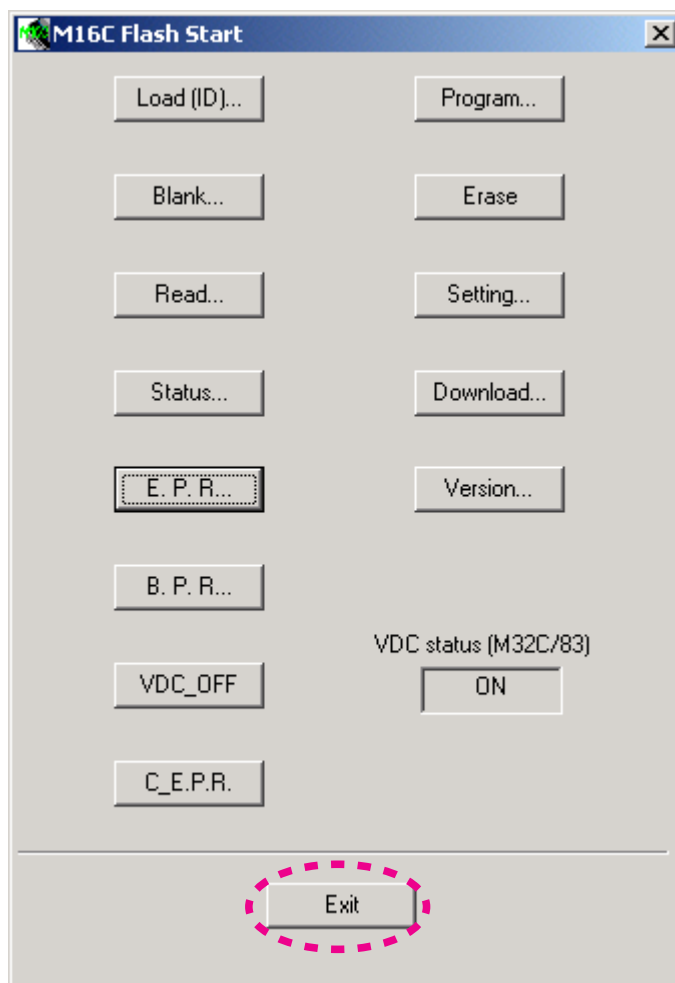 M16C Flash Start
Load (ID)... Program...
Blank... Erase
Read... Setting...
Status... Download...
E. P. R... Version...
B. P. R...
VDC status (M32C/83)
VDC_OFF ON
C_E.P.R.
Exit